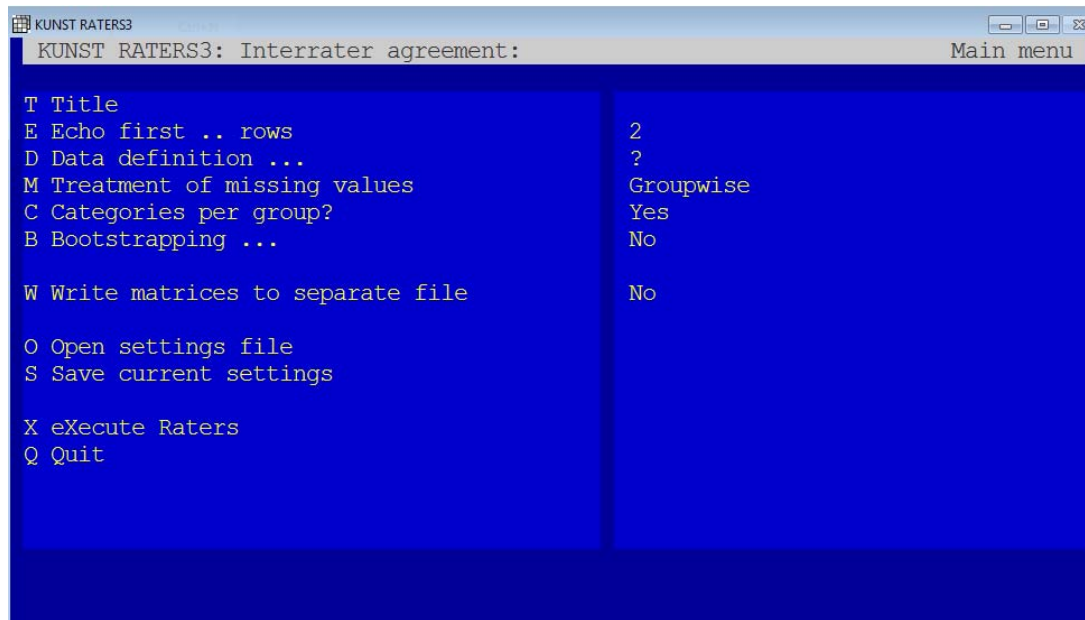 KUNST RATERS3
KUNST RATERS3: Interrater agreement: Main menu
T Title
E Echo first .. rows 2
D Data definition ... ?
M Treatment of missing values Groupwise
C Categories per group? Yes
B Bootstrapping ... No
W Write matrices to separate file No
O Open settings file
S Save current settings
X eXecute Raters
Q Quit